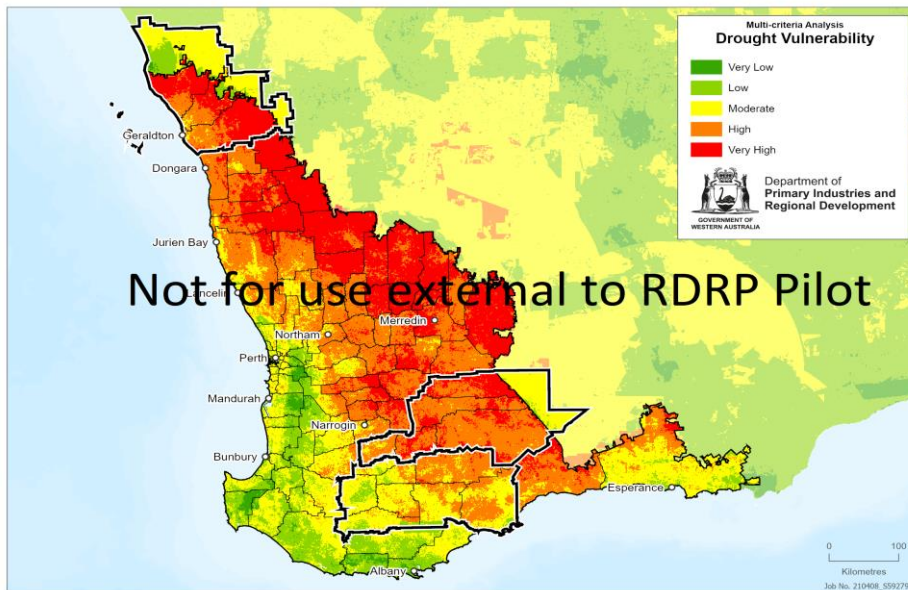 Multi-criteria Analysis
Drought Vulnerability
Very Low
Low
Moderate
High
Very High
GOVERNMENT OF
WESTERN AUSTRALIA
Department of
Primary Industries and
Regional Development
Geraldton
Dongara
Jurien Bay
Not for use external to RDRP Pilot
Lancelin
Merredin
Northam
Perth
Mandurah
Narrogin
Bunbury
Esperance
Albany
0 100
Kilometres
Job No. 210408_S59279